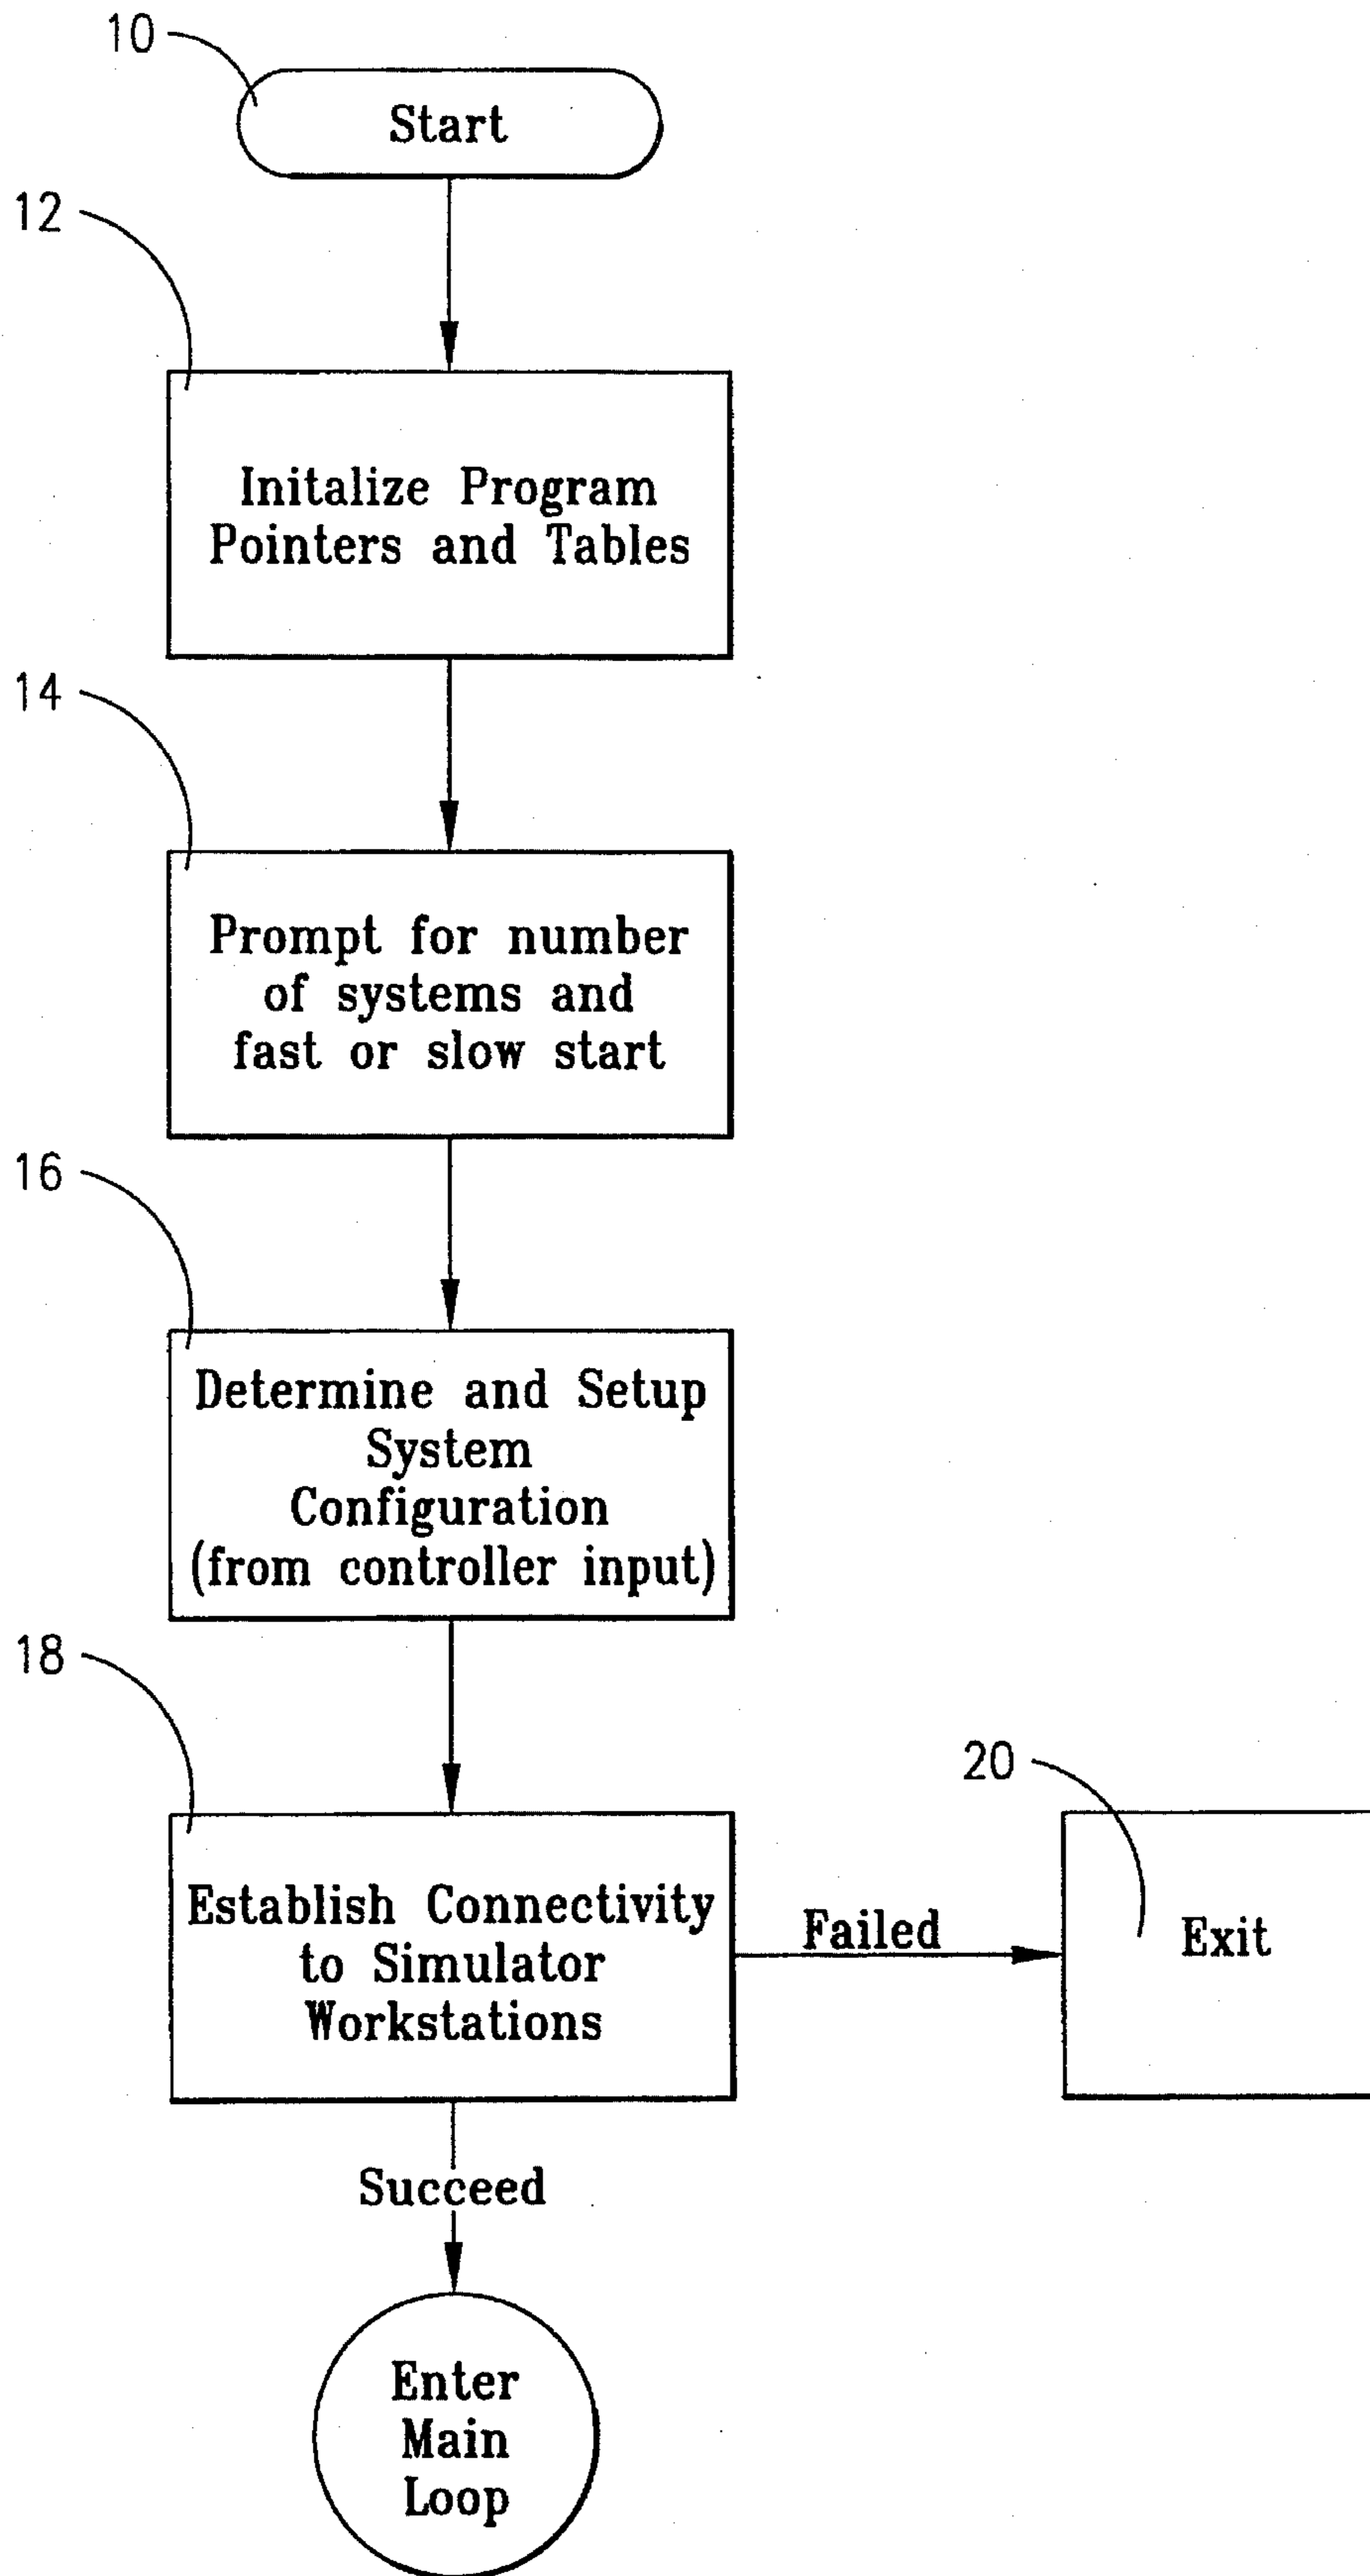 10
Start
12
Initalize Program
Pointers and Tables
14
Prompt for number
of systems and
fast or slow start
16
Determine and Setup
System
Configuration
(from controller input)
18
Establish Connectivity
to Simulator
Workstations
Failed
20
Exit
Succeed
Enter
Main
Loop